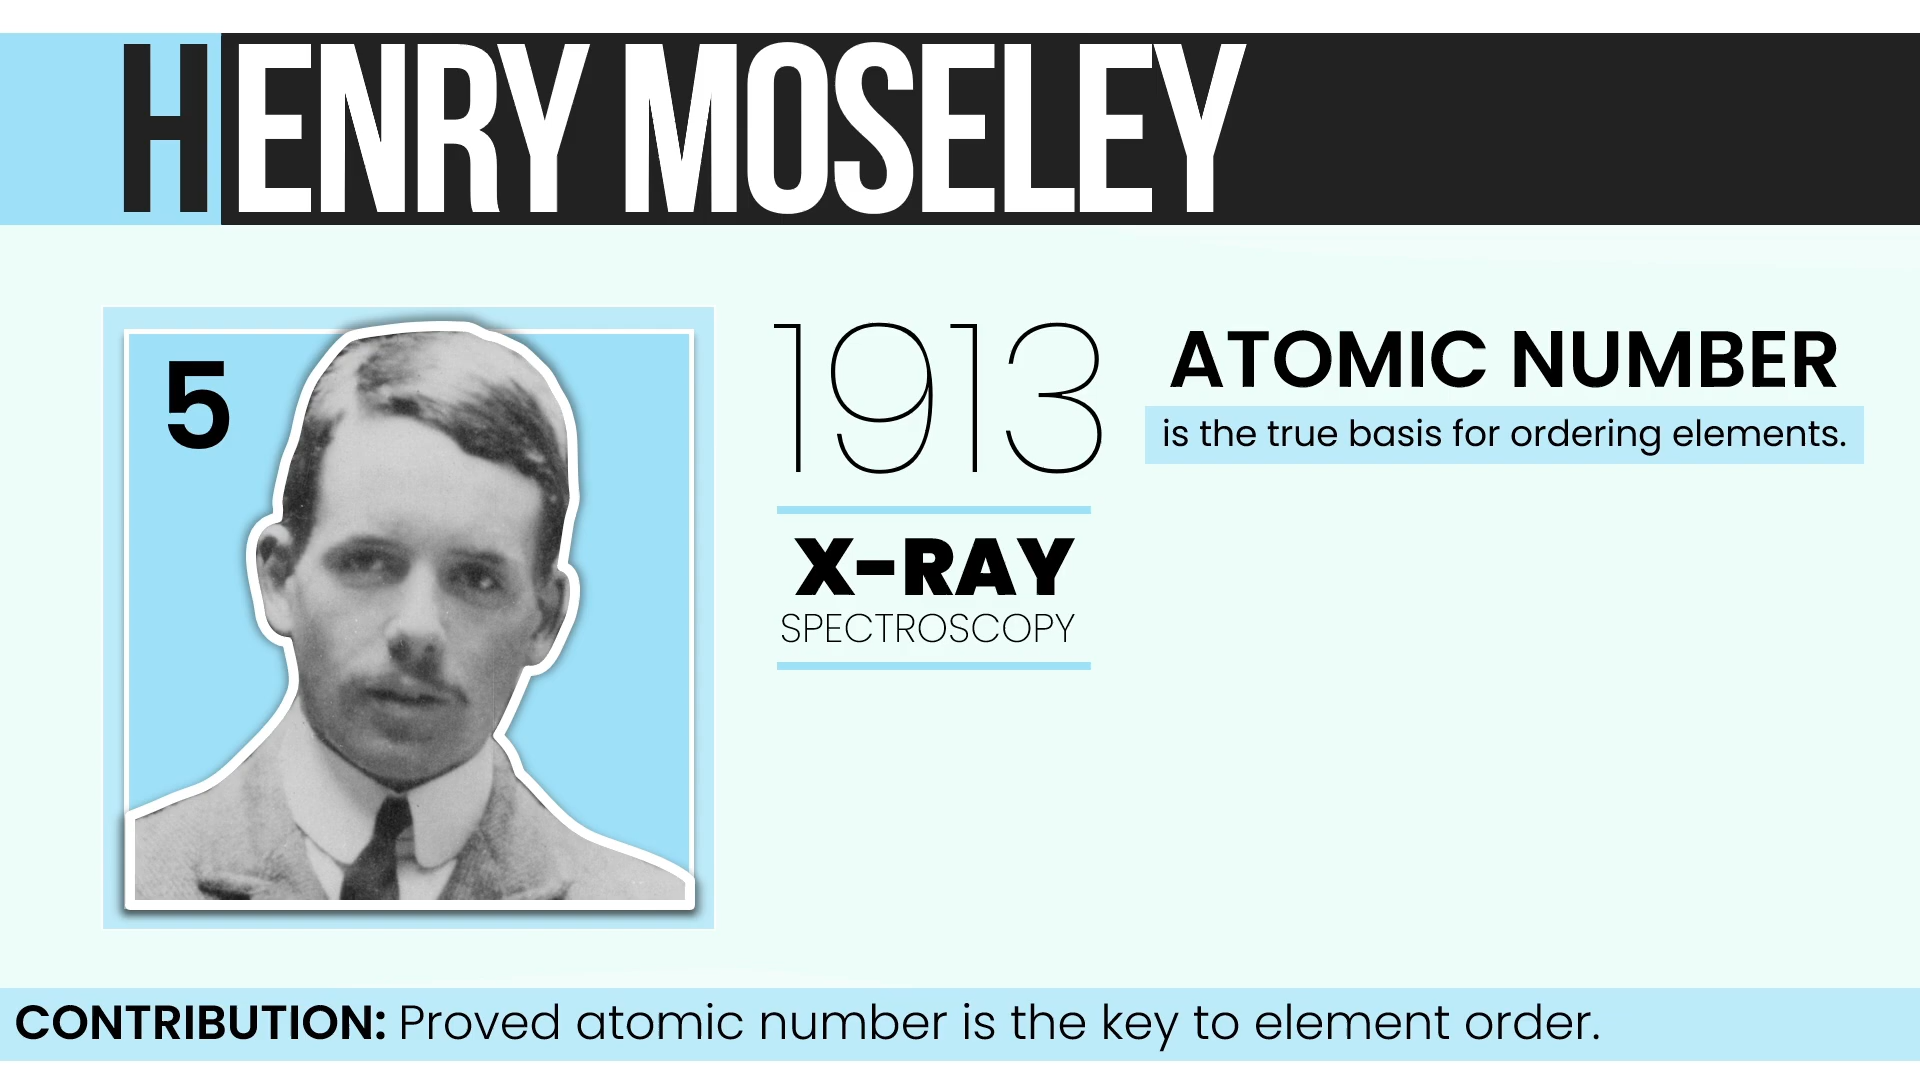 HENRY MOSELEY
5
1913
X-RAY
SPECTROSCOPY
ATOMIC NUMBER
is the true basis for ordering elements.
CONTRIBUTION: Proved atomic number is the key to element order.